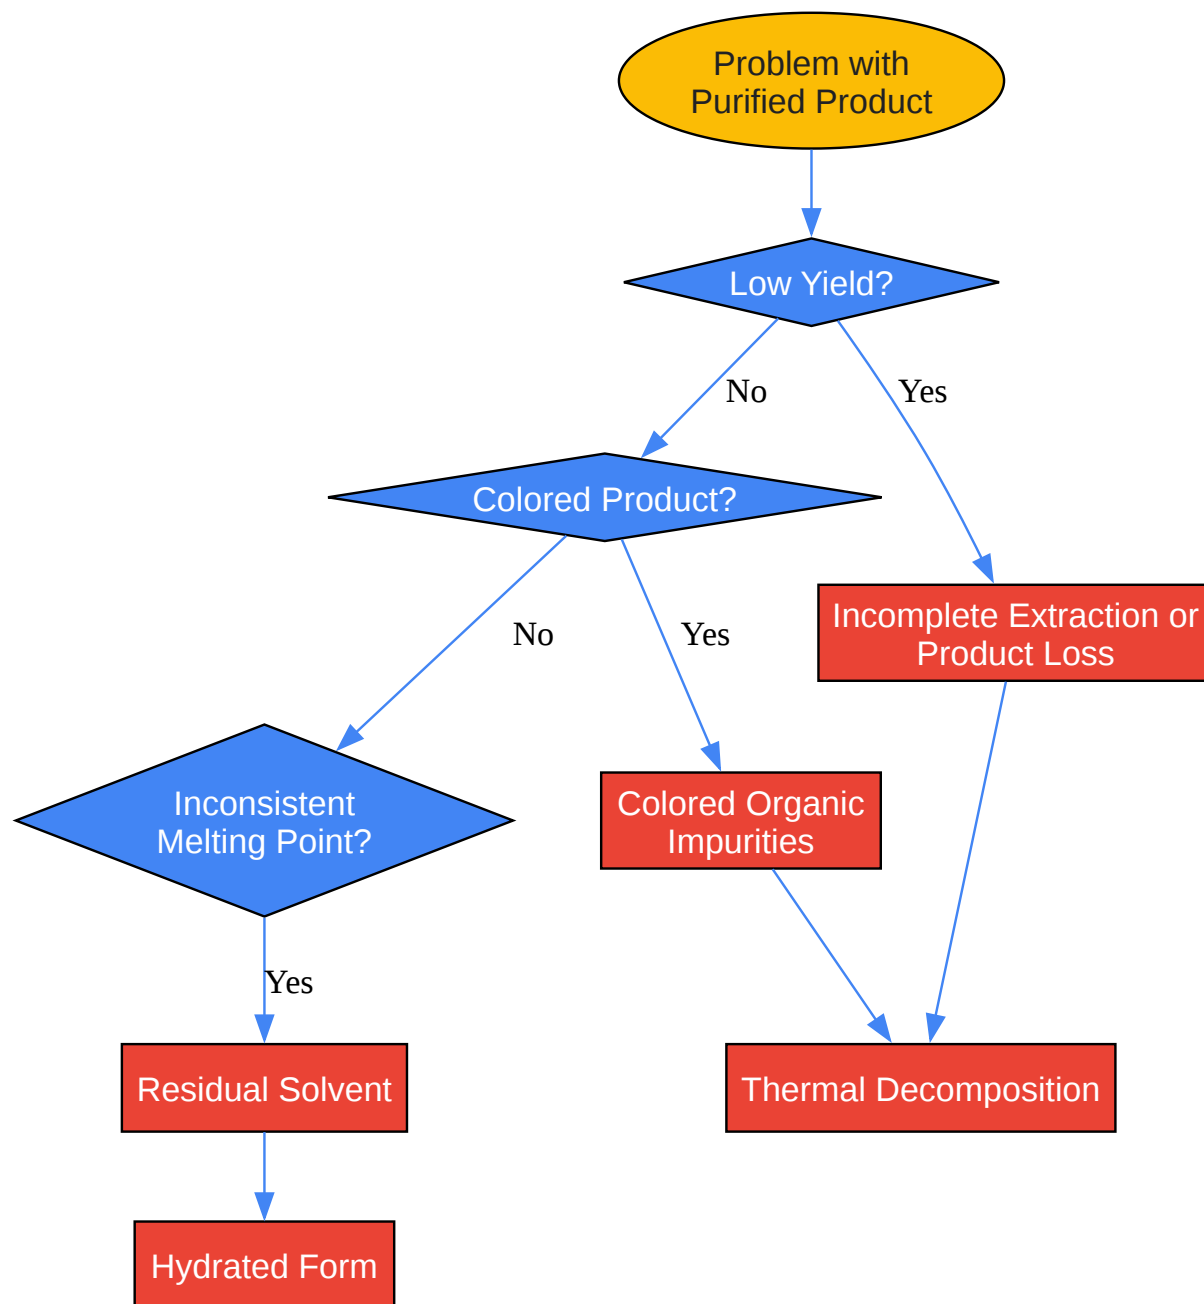 Problem with
Purified Product
Low Yield?
No
Yes
Colored Product?
No
Yes
Incomplete Extraction or
Product Loss
Inconsistent
Melting Point?
Colored Organic
Impurities
Yes
Residual Solvent
Thermal Decomposition
Hydrated Form